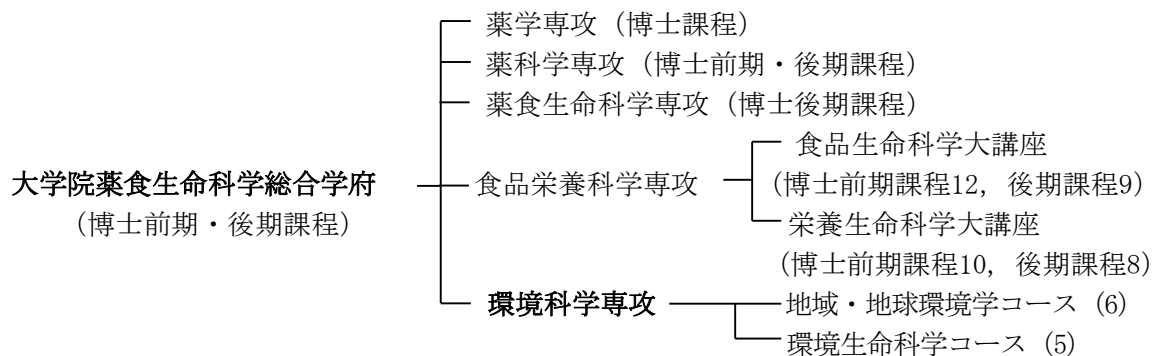 薬学専攻 (博士課程)
薬科学専攻 (博士前期・後期課程)
薬食生命科学専攻 (博士後期課程)
食品生命科学大講座
大学院薬食生命科学総合学府
食品栄養科学専攻
(博士前期課程12, 後期課程9)
(博士前期・後期課程)
栄養生命科学大講座
(博士前期課程10, 後期課程8)
環境科学専攻
地域・地球環境学コース (6)
環境生命科学コース (5)